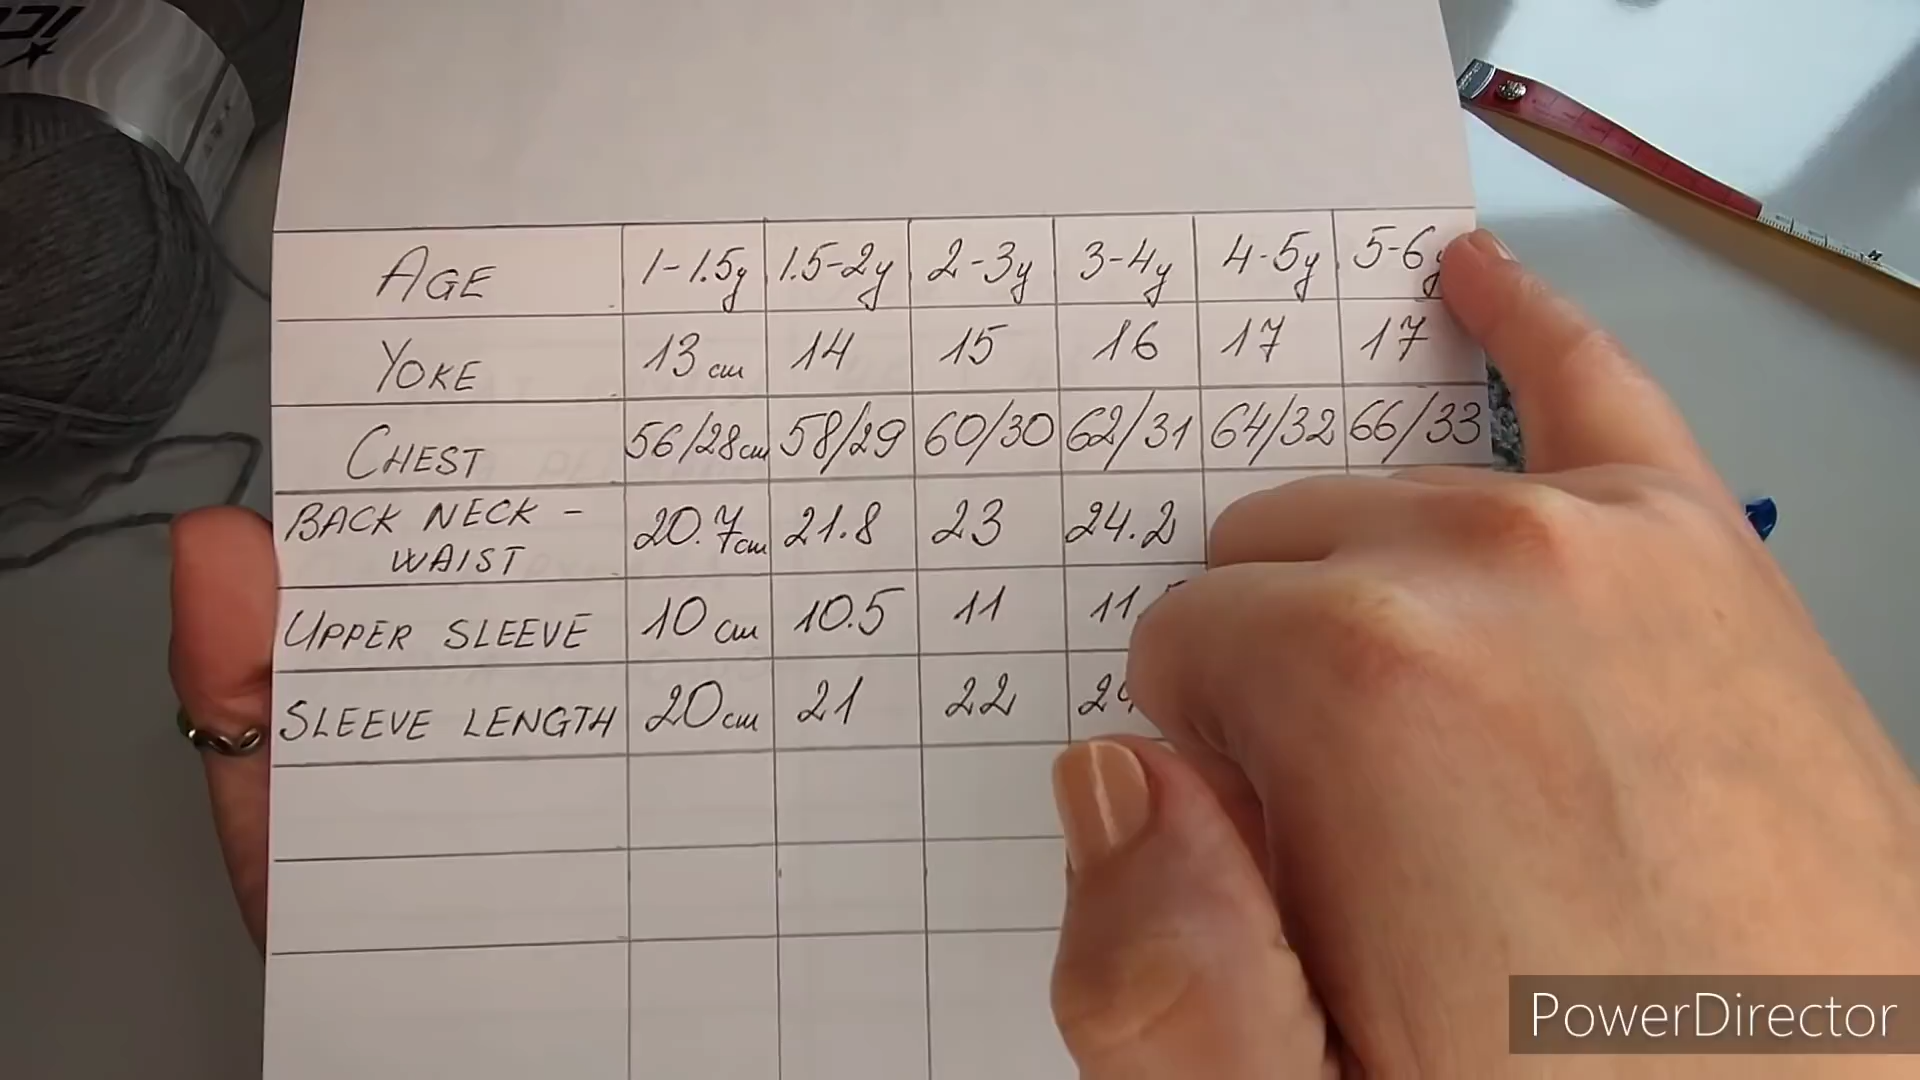 AGE 1-1.5y 1.5-2y 2-3y 3-4y 4-5y 5-6y
YOKE 13 cm 14 15 16 17 17
CHEST 56/28cm 58/29 60/30 62/31 64/32 66/33
BACK NECK - WAIST 20.7cm 21.8 23 24.2
UPPER SLEEVE 10 cm 10.5 11
SLEEVE LENGTH 20cm 21 22
PowerDirector